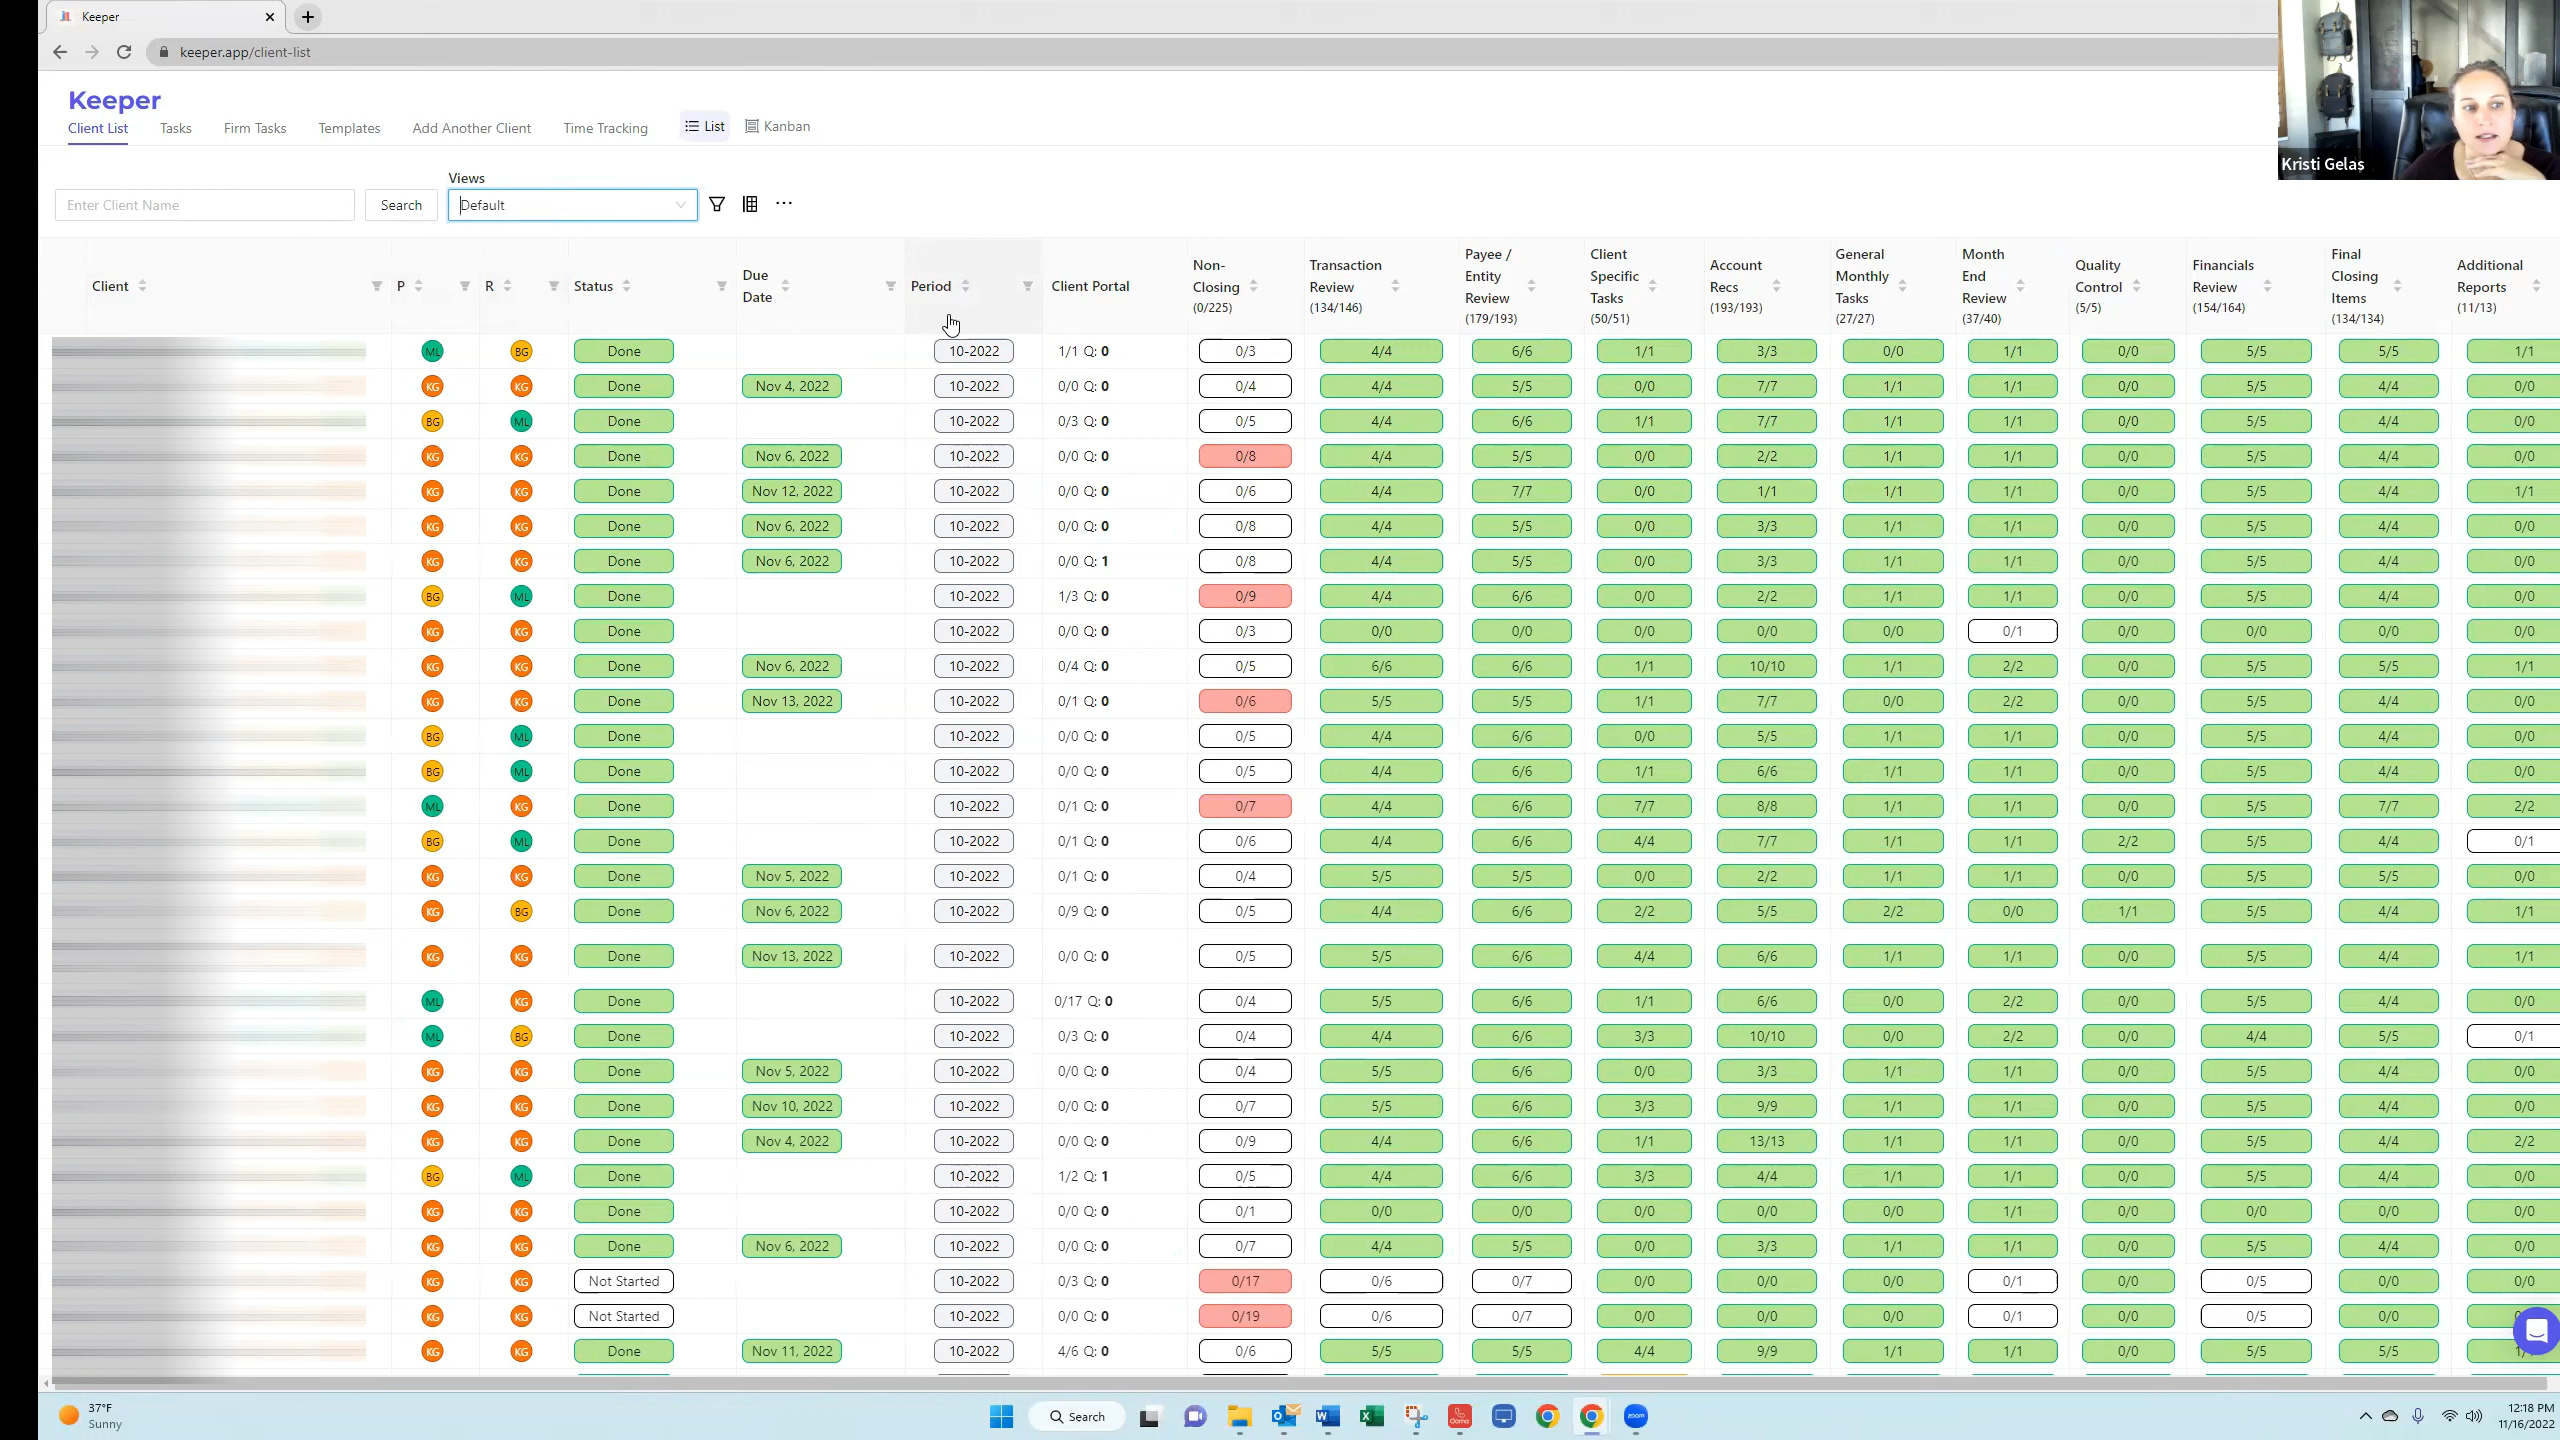 Keeper
keeper.app/client-list
Keeper
Client List Tasks Firm Tasks Templates Add Another Client Time Tracking List Kanban
Kristi Gelas
Views
Enter Client Name Search Default ...
Client P R Status Due Date Period Client Portal Non-Closing (0/225) Transaction Review (134/146) Payee / Entity Review (179/193) Client Specific Tasks (50/51) Account Recs (193/193) General Monthly Tasks (27/27) Month End Review (37/40) Quality Control (5/5) Financials Review (154/164) Final Closing Items (134/134) Additional Reports (11/13)
ML BG Done 10-2022 1/1 Q: 0 0/3 4/4 6/6 1/1 3/3 0/0 1/1 0/0 5/5 5/5 1/1
KG KG Done Nov 4, 2022 10-2022 0/0 Q: 0 0/4 4/4 5/5 0/0 7/7 1/1 1/1 0/0 5/5 4/4 0/0
BG ML Done 10-2022 0/3 Q: 0 0/5 4/4 6/6 1/1 7/7 1/1 1/1 0/0 5/5 4/4 0/0
KG KG Done Nov 6, 2022 10-2022 0/0 Q: 0 0/8 4/4 5/5 0/0 2/2 1/1 1/1 0/0 5/5 4/4 0/0
KG KG Done Nov 12, 2022 10-2022 0/0 Q: 0 0/6 4/4 7/7 0/0 1/1 1/1 1/1 0/0 5/5 4/4 1/1
KG KG Done Nov 6, 2022 10-2022 0/0 Q: 0 0/8 4/4 5/5 0/0 3/3 1/1 1/1 0/0 5/5 4/4 0/0
KG KG Done Nov 6, 2022 10-2022 0/0 Q: 1 0/8 4/4 5/5 0/0 3/3 1/1 1/1 0/0 5/5 4/4 0/0
BG ML Done 10-2022 1/3 Q: 0 0/9 4/4 6/6 0/0 2/2 1/1 1/1 0/0 5/5 4/4 0/0
KG KG Done 10-2022 0/0 Q: 0 0/3 0/0 0/0 0/0 0/0 0/0 0/1 0/0 0/0 0/0 0/0
KG KG Done Nov 6, 2022 10-2022 0/4 Q: 0 0/5 6/6 6/6 1/1 10/10 1/1 2/2 0/0 5/5 5/5 1/1
KG KG Done Nov 13, 2022 10-2022 0/1 Q: 0 0/6 5/5 5/5 1/1 7/7 0/0 2/2 0/0 5/5 4/4 0/0
BG ML Done 10-2022 0/0 Q: 0 0/5 4/4 6/6 0/0 5/5 1/1 1/1 0/0 5/5 4/4 0/0
BG ML Done 10-2022 0/0 Q: 0 0/5 4/4 6/6 1/1 6/6 1/1 1/1 0/0 5/5 4/4 0/0
ML KG Done 10-2022 0/1 Q: 0 0/7 4/4 6/6 7/7 8/8 1/1 1/1 0/0 5/5 7/7 2/2
BG ML Done 10-2022 0/1 Q: 0 0/6 4/4 6/6 4/4 7/7 1/1 1/1 2/2 5/5 4/4 0/1
KG KG Done Nov 5, 2022 10-2022 0/1 Q: 0 0/4 5/5 5/5 0/0 2/2 1/1 1/1 0/0 5/5 5/5 0/0
KG BG Done Nov 6, 2022 10-2022 0/9 Q: 0 0/5 4/4 6/6 2/2 5/5 2/2 0/0 1/1 5/5 4/4 1/1
KG KG Done Nov 13, 2022 10-2022 0/0 Q: 0 0/5 5/5 6/6 4/4 6/6 1/1 1/1 0/0 5/5 4/4 1/1
ML KG Done 10-2022 0/17 Q: 0 0/4 5/5 6/6 1/1 6/6 0/0 2/2 0/0 5/5 4/4 0/0
ML BG Done 10-2022 0/3 Q: 0 0/4 4/4 6/6 3/3 10/10 0/0 2/2 0/0 4/4 5/5 0/1
KG KG Done Nov 5, 2022 10-2022 0/0 Q: 0 0/4 5/5 6/6 0/0 3/3 1/1 1/1 0/0 5/5 4/4 0/0
KG KG Done Nov 10, 2022 10-2022 0/0 Q: 0 0/7 5/5 6/6 3/3 9/9 1/1 1/1 0/0 5/5 4/4 0/0
KG KG Done Nov 4, 2022 10-2022 0/0 Q: 0 0/9 4/4 6/6 1/1 13/13 1/1 1/1 0/0 5/5 4/4 2/2
BG ML Done 10-2022 1/2 Q: 1 0/5 4/4 6/6 3/3 4/4 1/1 1/1 0/0 5/5 4/4 0/0
KG KG Done 10-2022 0/0 Q: 0 0/1 0/0 0/0 0/0 0/0 0/0 1/1 0/0 0/0 0/0 0/0
KG KG Done Nov 6, 2022 10-2022 0/0 Q: 0 0/7 4/4 5/5 0/0 3/3 1/1 1/1 0/0 5/5 4/4 0/0
KG KG Not Started 10-2022 0/3 Q: 0 0/17 0/6 0/7 0/0 0/0 0/0 0/1 0/0 0/5 0/0 0/0
KG KG Not Started 10-2022 0/0 Q: 0 0/19 0/6 0/7 0/0 0/0 0/0 0/1 0/0 0/5 0/0
KG KG Done Nov 11, 2022 10-2022 4/6 Q: 0 0/6 5/5 5/5 4/4 9/9 1/1 1/1 0/0 5/5 5/5
37°F
Sunny
Search
Ooma
zoom
12:18 PM
11/16/2022